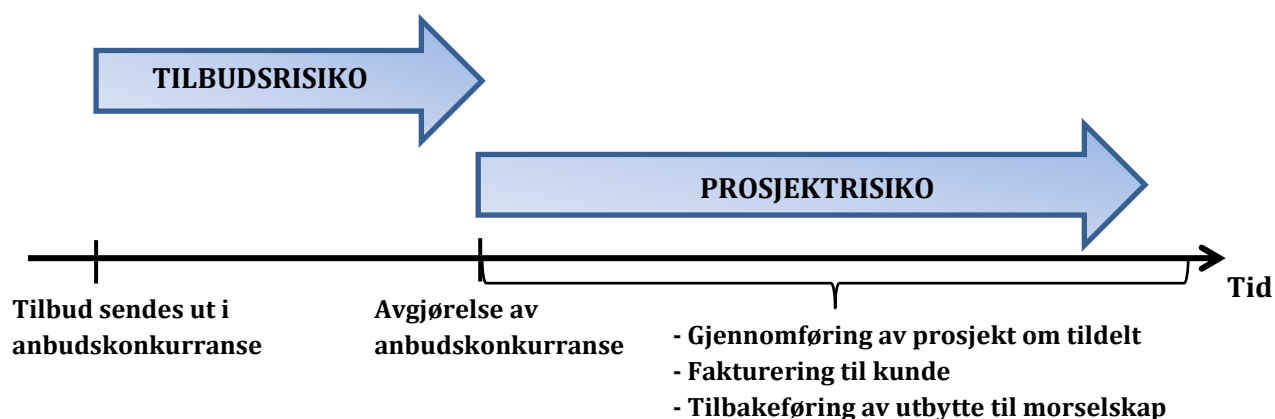 TILBUDSRISIKO
PROSJEKTRISIKO
Tid
Tilbud sendes ut i
anbudskonkurranse
Avgjørelse av
anbudskonkurranse
- Gjennomføring av prosjekt om tildelt
- Fakturering til kunde
- Tilbakeføring av utbytte til morselskap